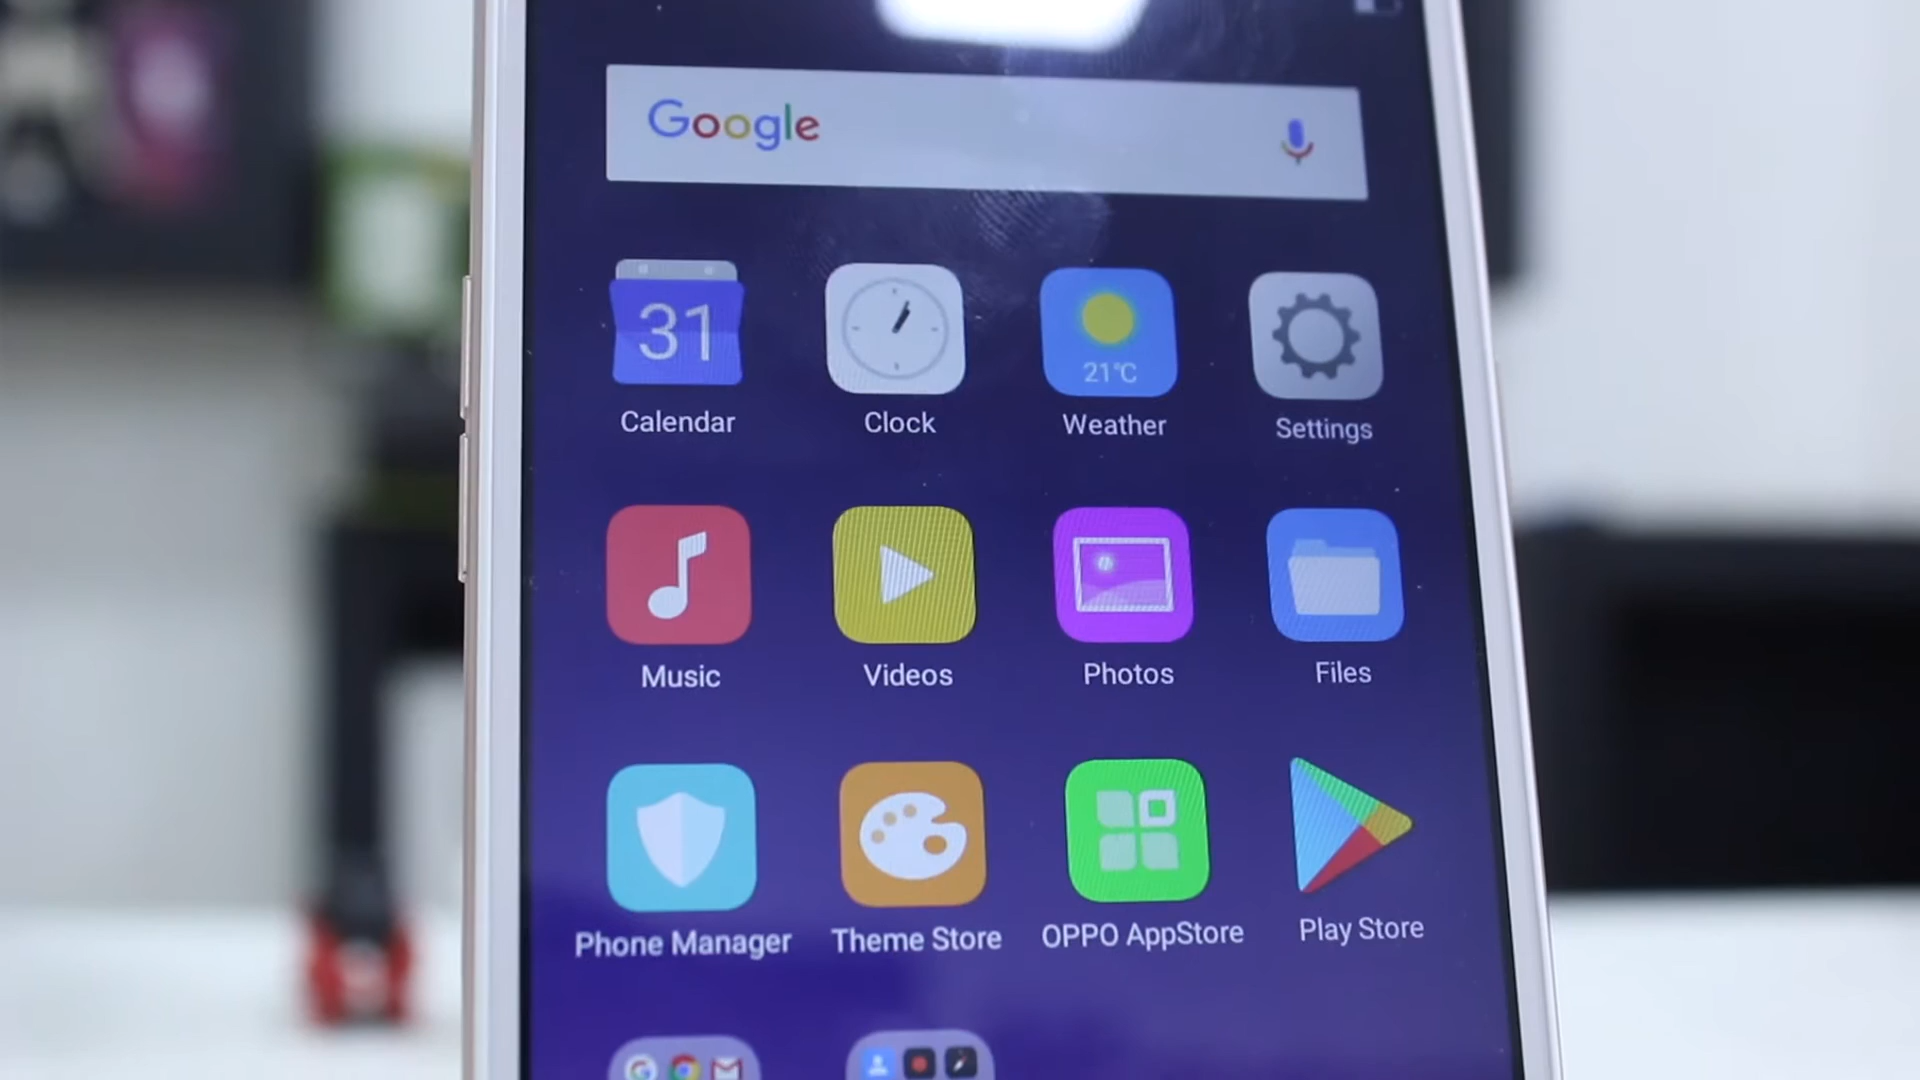 Google
31
21°C
Calendar Clock Weather Settings
Music Videos Photos Files
Phone Manager Theme Store OPPO AppStore Play Store